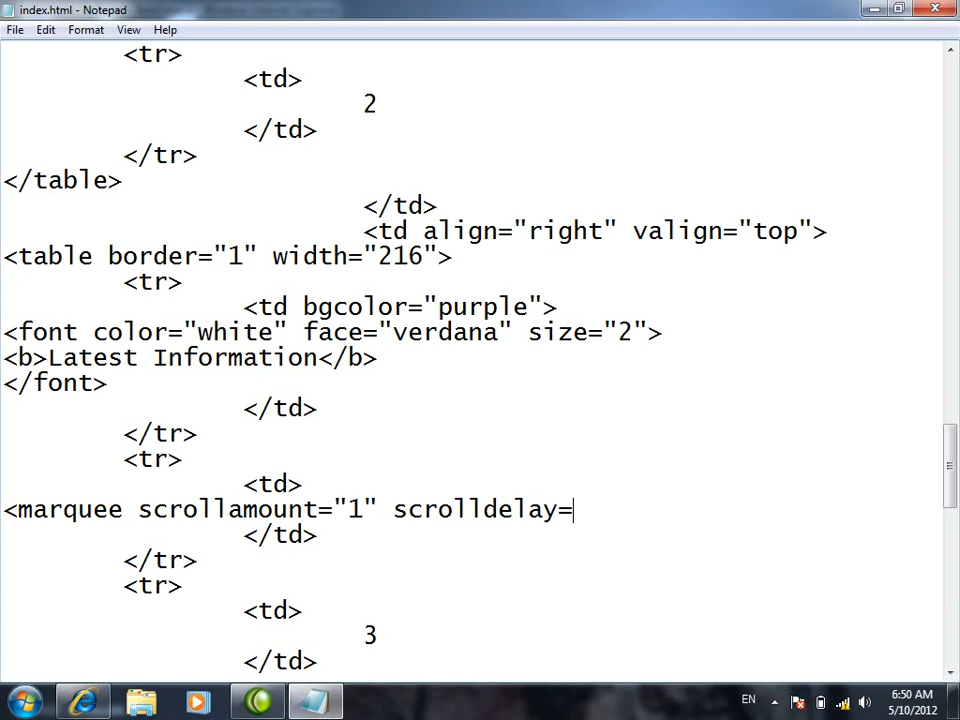 index.html - Notepad
File Edit Format View Help
<tr>
<td>
2
</td>
</tr>
</table>
</td>
<td align="right" valign="top">
<table border="1" width="216">
<tr>
<td bgcolor="purple">
<font color="white" face="verdana" size="2">
<b>Latest Information</b>
</font>
</td>
</tr>
<tr>
<td>
<marquee scrollamount="1" scrolldelay=
</td>
</tr>
<tr>
<td>
3
</td>
EN
6:50 AM
5/10/2012